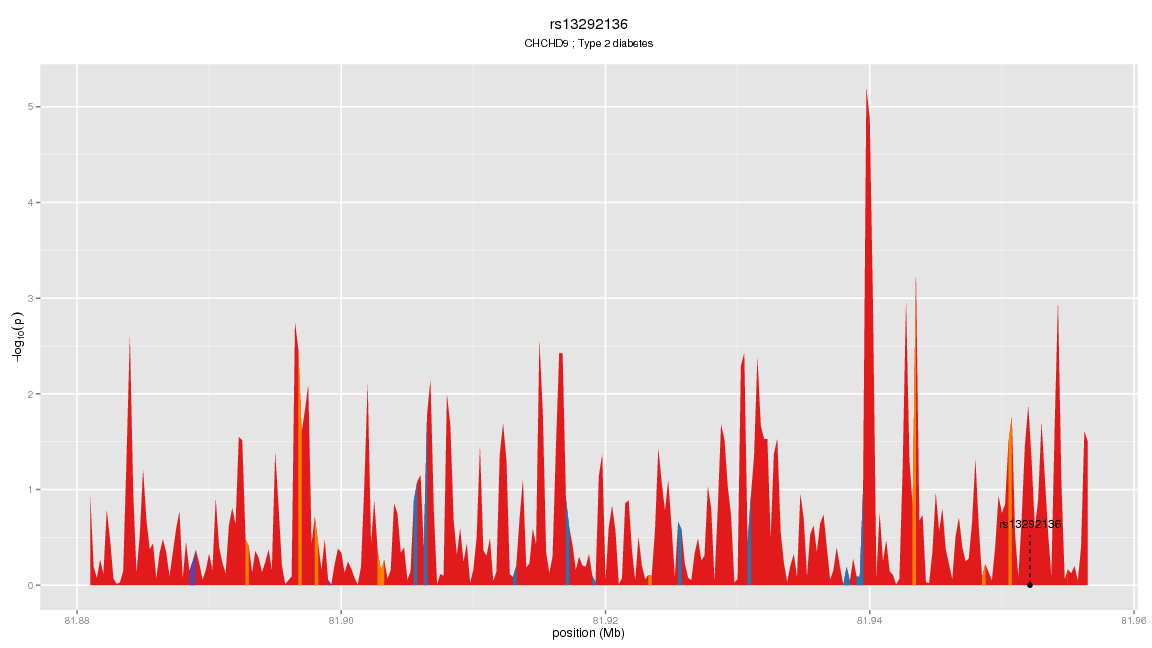 rs13292136
CHCHD9 ; Type 2 diabetes
−log10(p)
5
4
3
2
1
0
rs13292136
81.88
81.90
81.92
81.94
81.96
position (Mb)